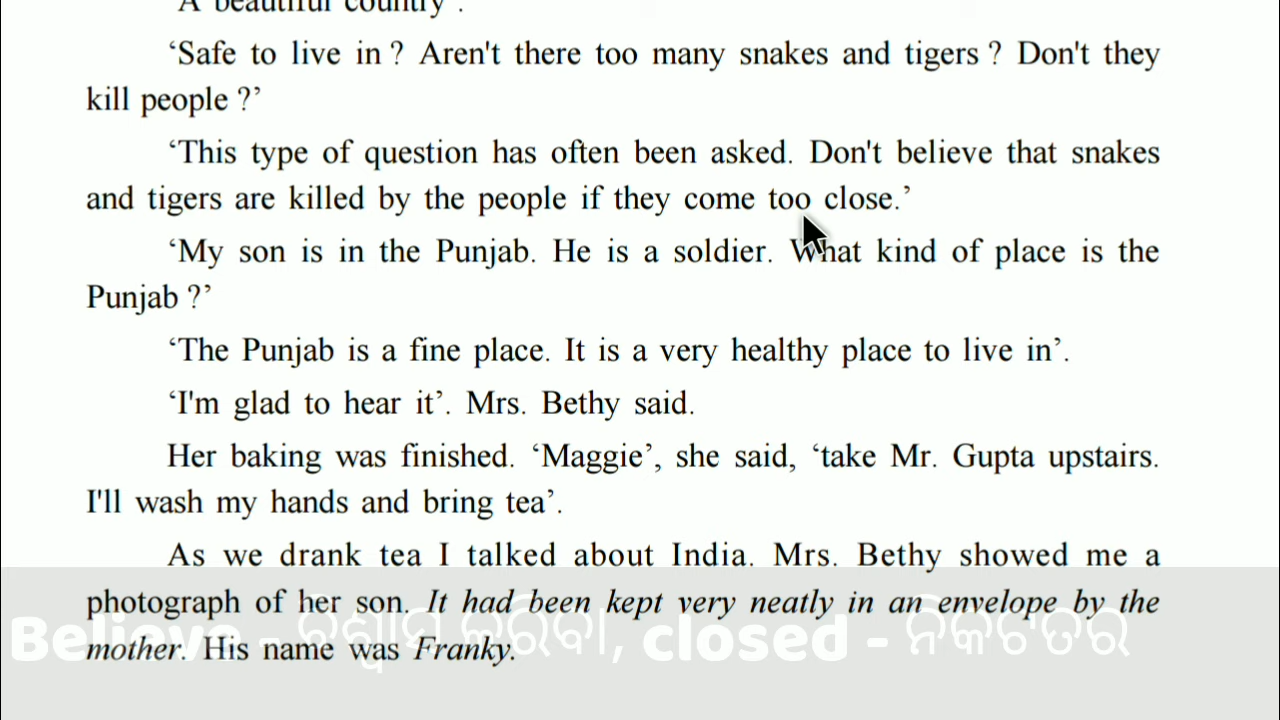 'A beautiful country'.
'Safe to live in ? Aren't there too many snakes and tigers ? Don't they
kill people ?'
'This type of question has often been asked. Don't believe that snakes
and tigers are killed by the people if they come too close.'
'My son is in the Punjab. He is a soldier. What kind of place is the
Punjab ?'
'The Punjab is a fine place. It is a very healthy place to live in'.
'I'm glad to hear it'. Mrs. Bethy said.
Her baking was finished. 'Maggie', she said, 'take Mr. Gupta upstairs.
I'll wash my hands and bring tea'.
As we drank tea I talked about India. Mrs. Bethy showed me a
photograph of her son. It had been kept very neatly in an envelope by the
mother. His name was Franky.
Believe - ବିଶ୍ୱାସ କରିବା, closed - ନିକଟତର